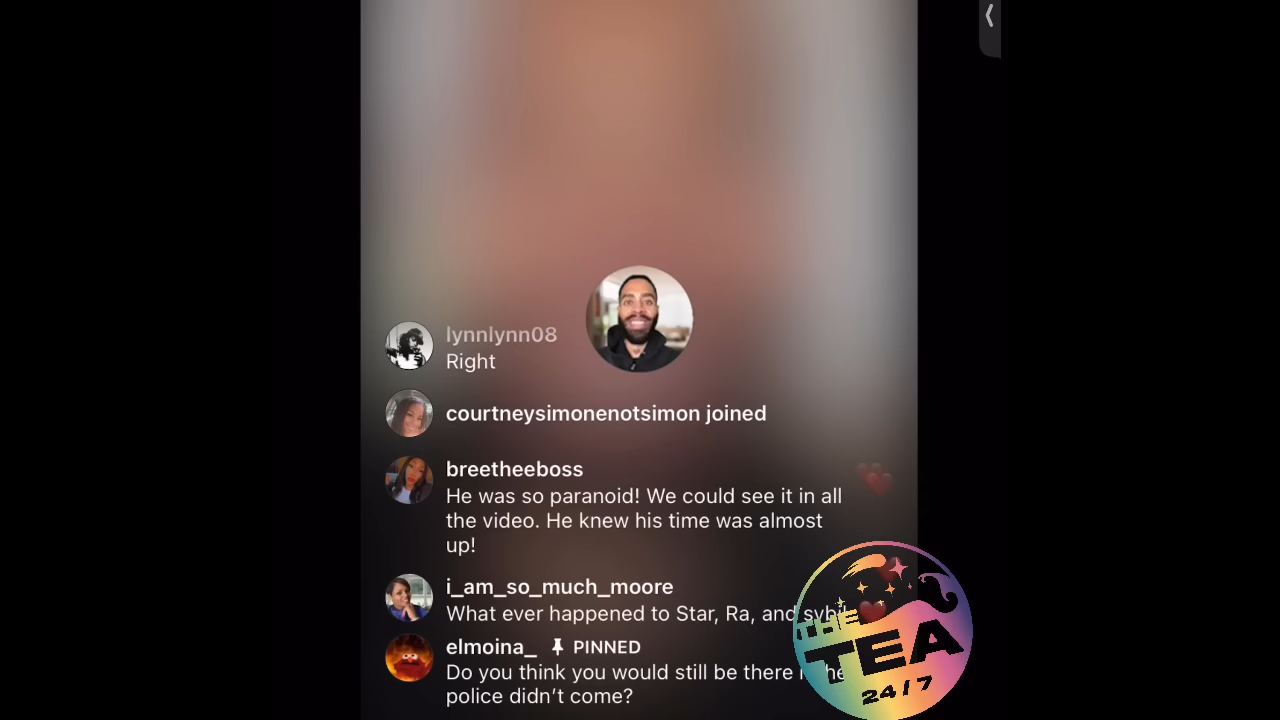 lynnlynn08
Right
courtneysimonenotsimon joined
breetheeboss
He was so paranoid! We could see it in all
the video. He knew his time was almost
up!
i_am_so_much_moore
What ever happened to Star, Ra, and
elmoina_ PINNED
Do you think you would still be there
police didn't come?
THE
TEA
24/7